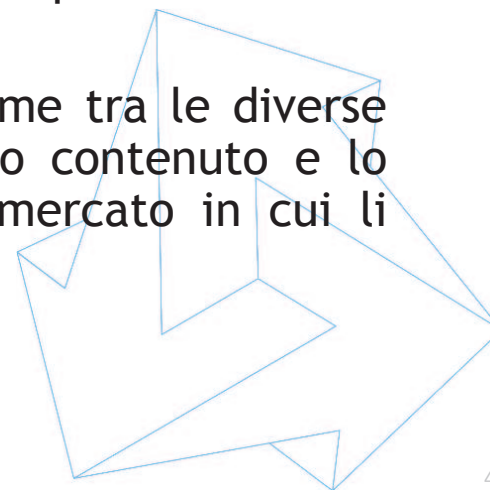 me tra le diverse
o contenuto e lo
mercato in cui li